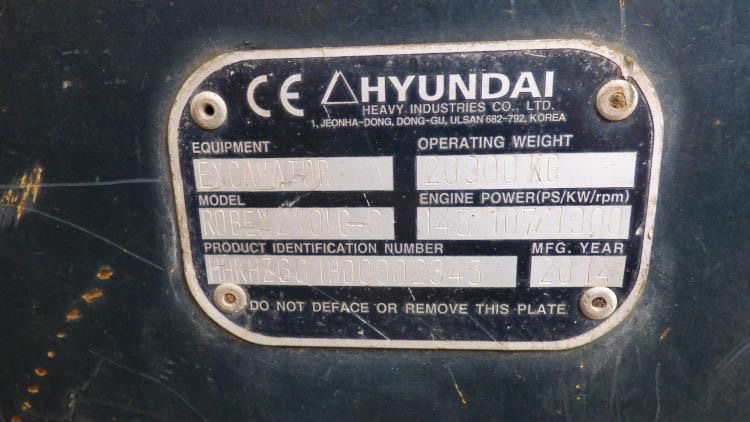 CE HYUNDAI
HEAVY INDUSTRIES CO., LTD.
1, JEONHA-DONG, DONG-GU, ULSAN 682-792, KOREA
EQUIPMENT OPERATING WEIGHT
EXCAVATOR 20900 KG
MODEL ENGINE POWER(PS/KW/rpm)
145/107/1900
PRODUCT IDENTIFICATION NUMBER MFG. YEAR
2014
DO NOT DEFACE OR REMOVE THIS PLATE